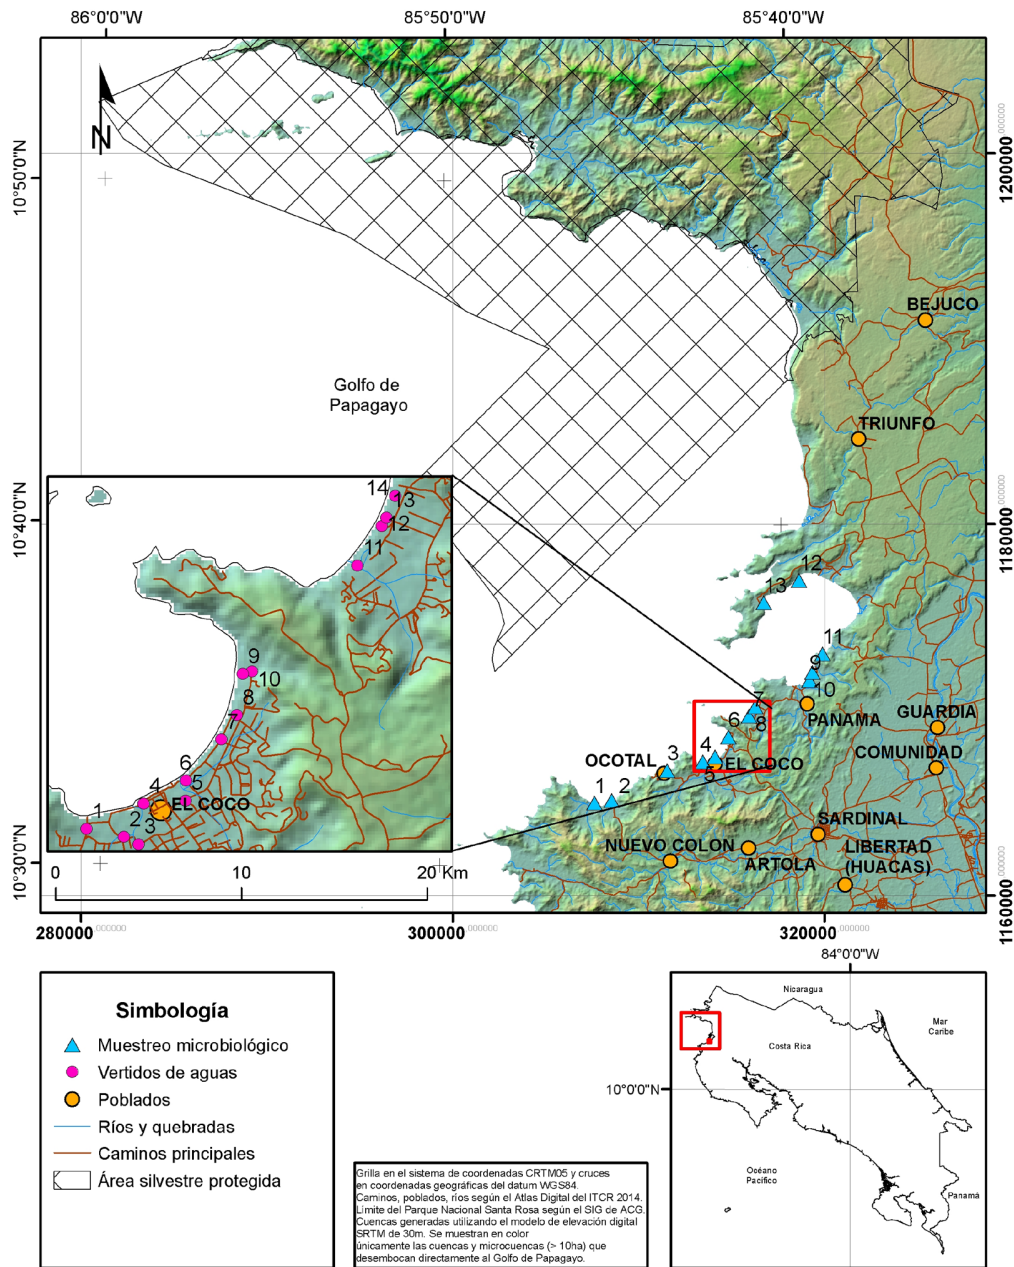 86°0'0"W
85°50'0"W
85°40'0"W
10°50'0"N
10°40'0"N
10°30'0"N
1200000.000000
1180000.000000
1160000.000000
N
Golfo de
Papagayo
BEJUCO
TRIUNFO
12
13
11
9
10
PANAMA
GUARDIA
COMUNIDAD
7
8
6
4
5
EL COCO
OCOTAL
3
1
2
SARDINAL
NUEVO COLON
ARTOLA
LIBERTAD
(HUACAS)
14
13
12
11
9
10
8
7
6
5
4
EL COCO
1
2
3
0
10
20 Km
280000.000000
300000.000000
320000.000000
Simbología
Muestreo microbiológico
Vertidos de aguas
Poblados
Ríos y quebradas
Caminos principales
Área silvestre protegida
Grilla en el sistema de coordenadas CRTM05 y cruces
en coordenadas geográficas del datum WGS84.
Caminos, poblados, ríos según el Atlas Digital del ITCR 2014.
Límite del Parque Nacional Santa Rosa según el SIG de ACG.
Cuencas generadas utilizando el modelo de elevación digital
SRTM de 30m. Se muestran en color
únicamente las cuencas y microcuencas (> 10ha) que
desembocan directamente al Golfo de Papagayo.
84°0'0"W
10°0'0"N
Nicaragua
Mar
Caribe
Costa Rica
Océano
Pacífico
Panamá